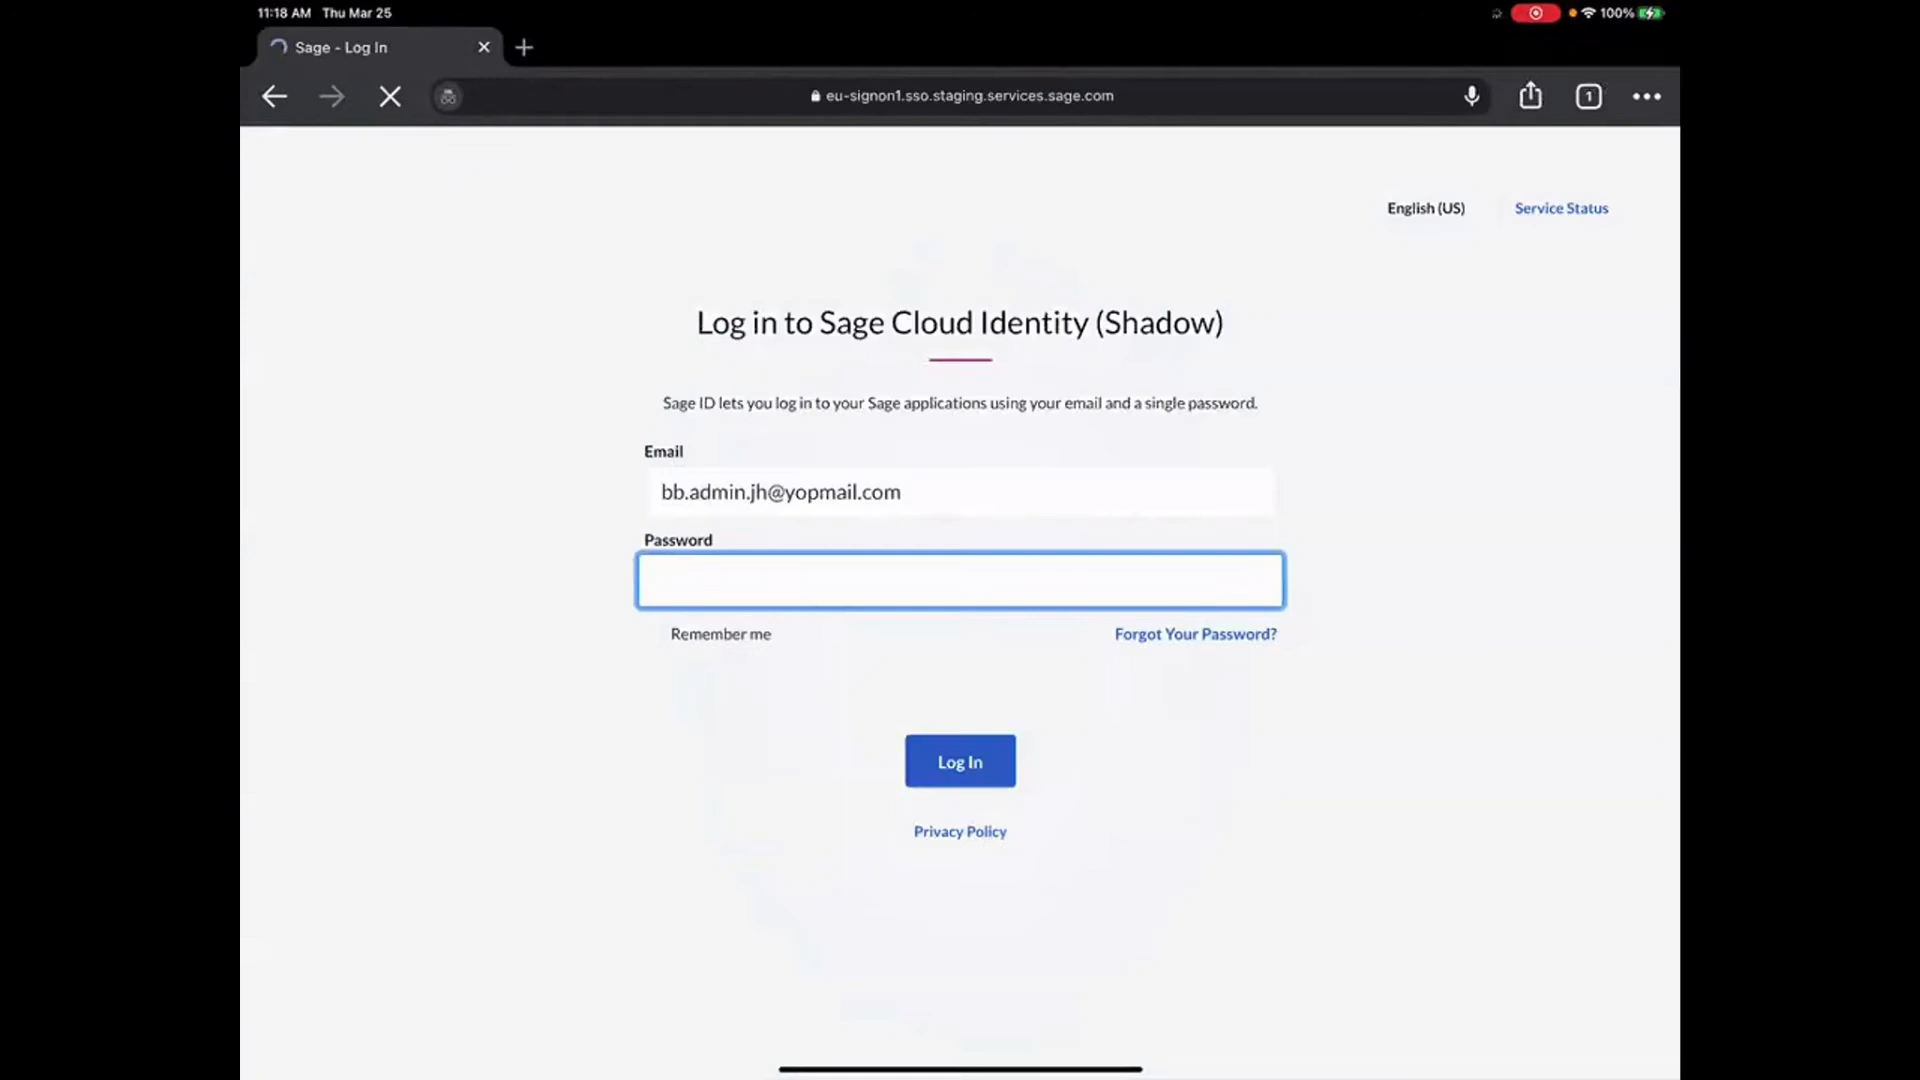 11:18 AM Thu Mar 25
100%
Sage - Log In
eu-signon1.sso.staging.services.sage.com
1
English (US)
Service Status
Log in to Sage Cloud Identity (Shadow)
Sage ID lets you log in to your Sage applications using your email and a single password.
Email
bb.admin.jh@yopmail.com
Password
Remember me
Forgot Your Password?
Log In
Privacy Policy